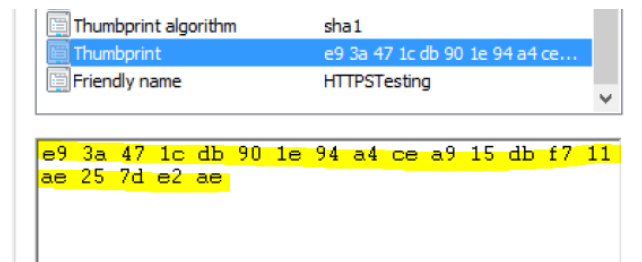 Thumbprint algorithm sha1
Thumbprint e9 3a 47 1c db 90 1e 94 a4 ce...
Friendly name HTTPSTesting
e9 3a 47 1c db 90 1e 94 a4 ce a9 15 db f7 11
ae 25 7d e2 ae